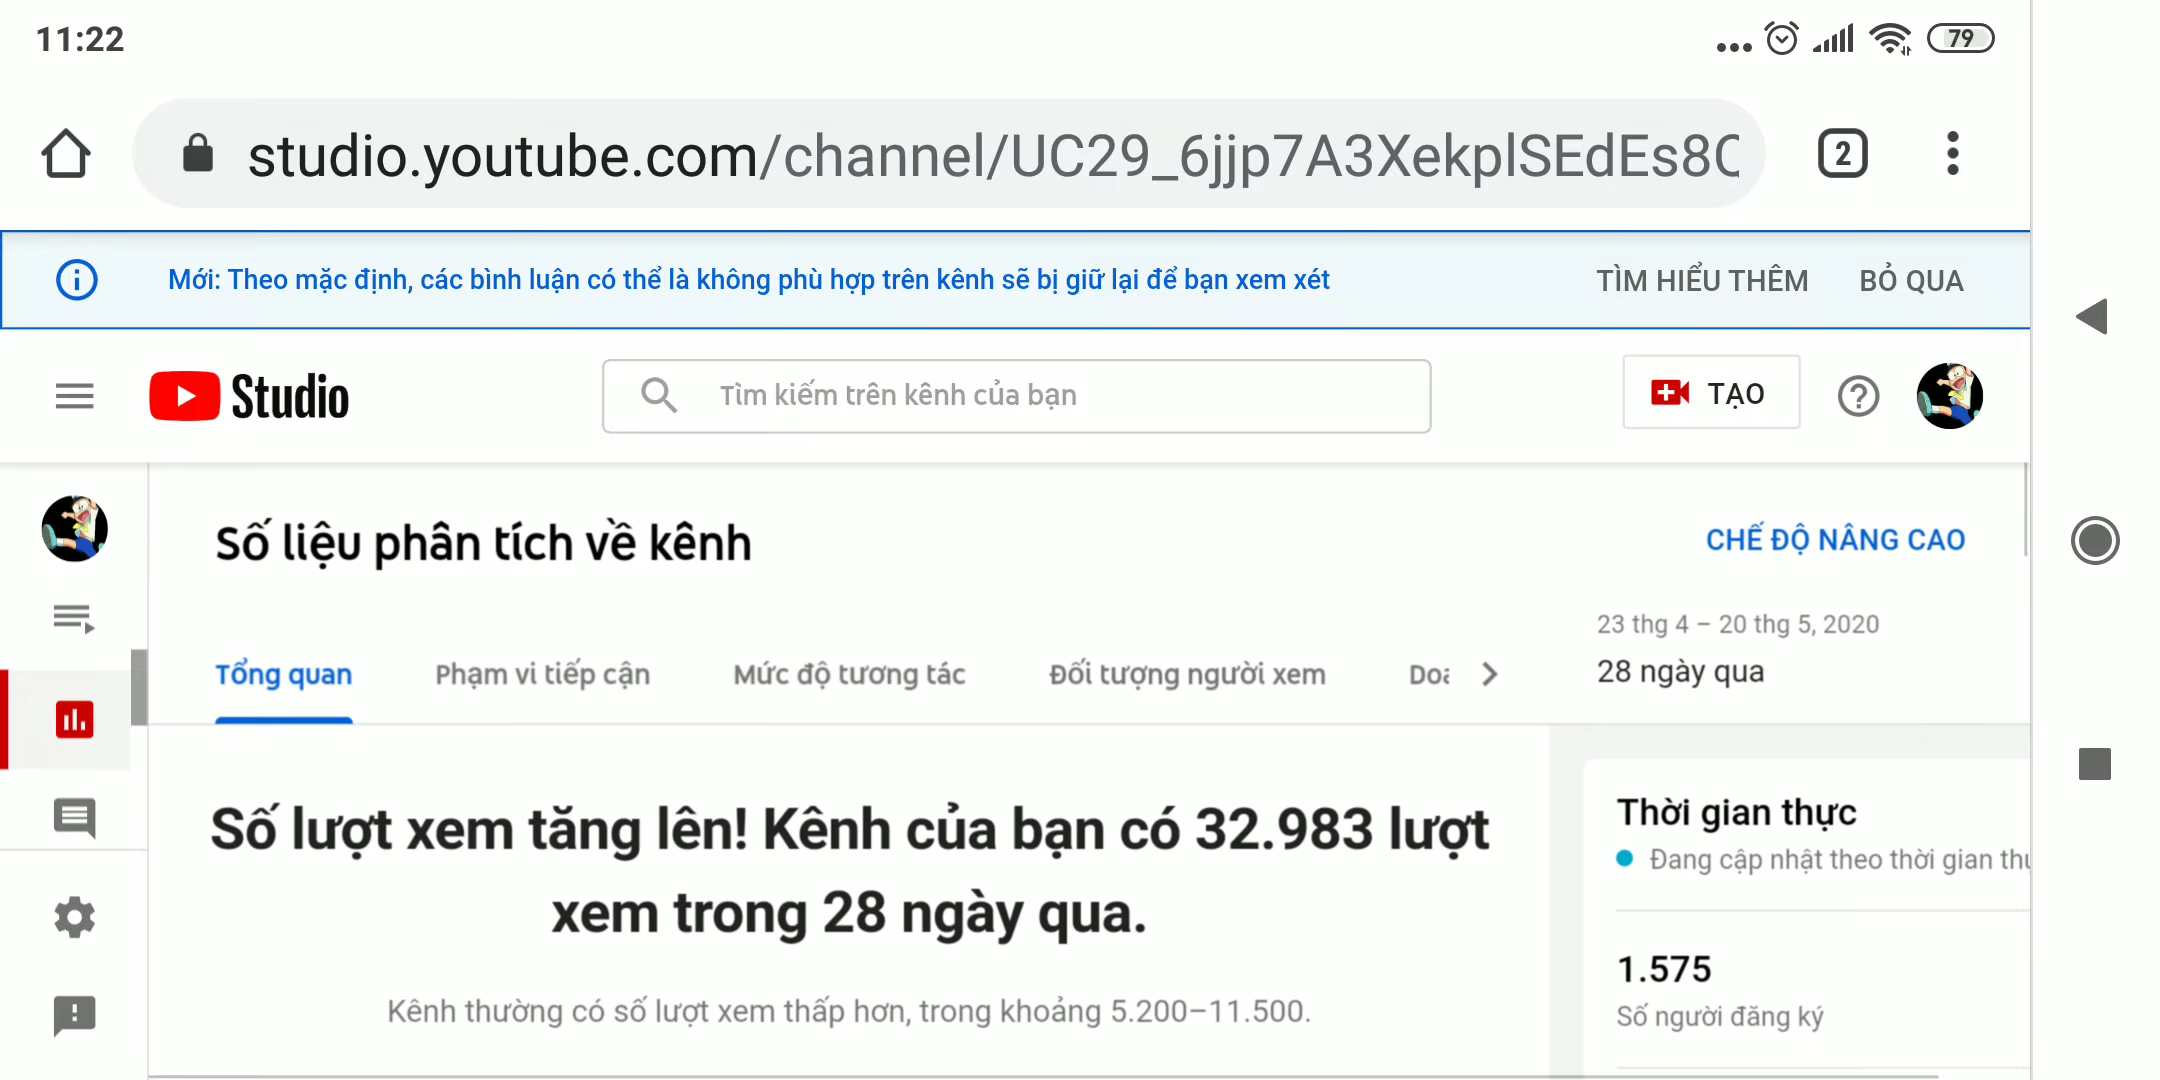 11:22
79
studio.youtube.com/channel/UC29_6jjp7A3XekplSEdEs8C
2
Mới: Theo mặc định, các bình luận có thể là không phù hợp trên kênh sẽ bị giữ lại để bạn xem xét
TÌM HIỂU THÊM
BỎ QUA
Studio
Tìm kiếm trên kênh của bạn
TẠO
Số liệu phân tích về kênh
CHẾ ĐỘ NÂNG CAO
23 thg 4 – 20 thg 5, 2020
28 ngày qua
Tổng quan
Phạm vi tiếp cận
Mức độ tương tác
Đối tượng người xem
Số lượt xem tăng lên! Kênh của bạn có 32.983 lượt
xem trong 28 ngày qua.
Kênh thường có số lượt xem thấp hơn, trong khoảng 5.200–11.500.
Thời gian thực
Đang cập nhật theo thời gian
1.575
Số người đăng ký